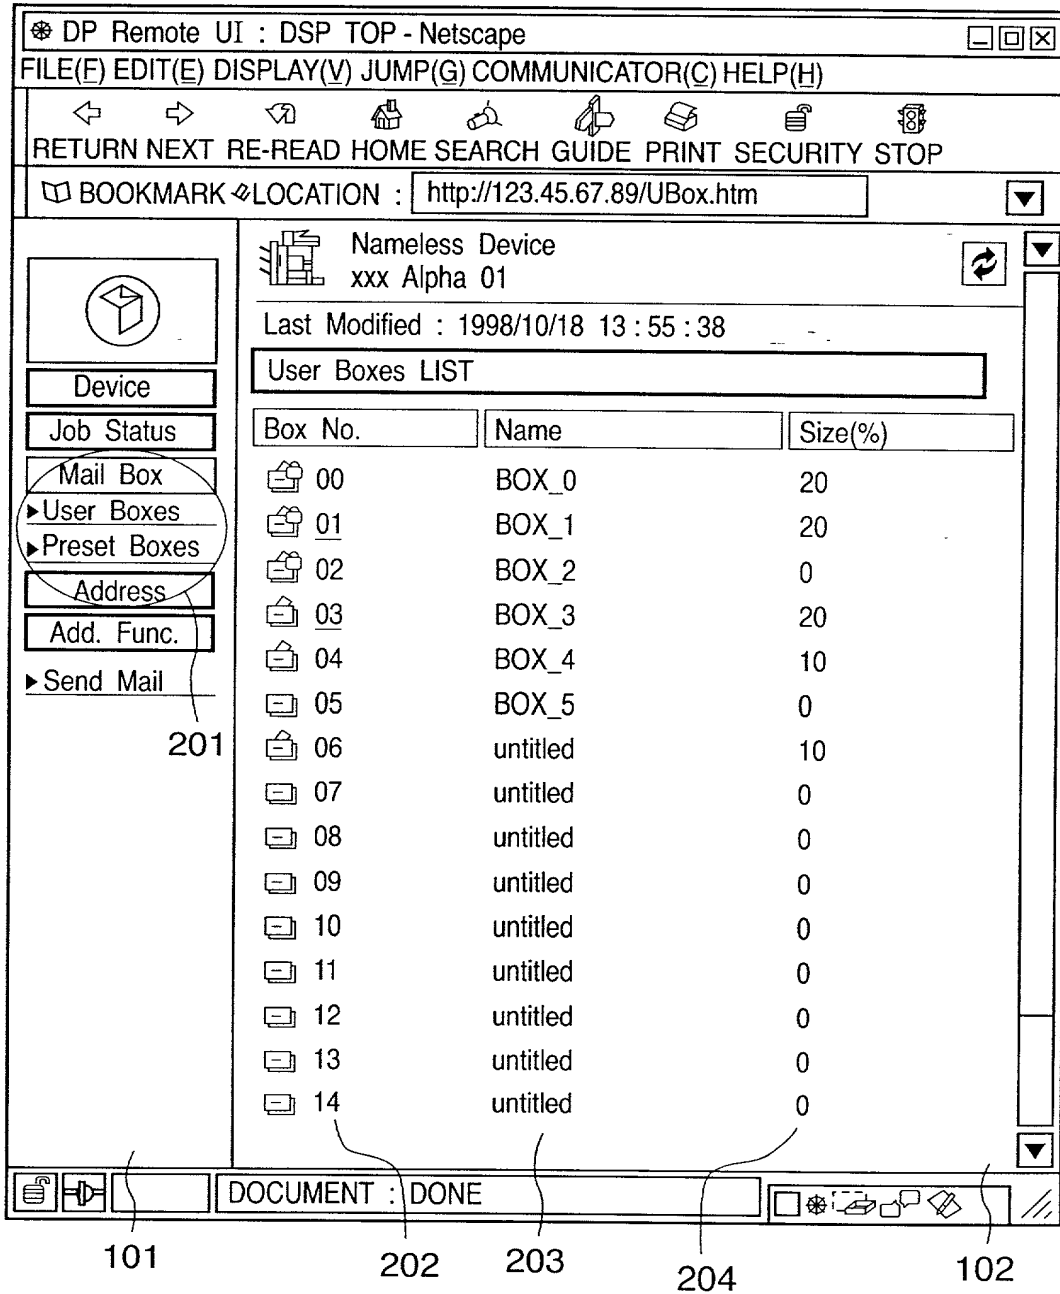 DP Remote UI : DSP TOP - Netscape
FILE(F) EDIT(E) DISPLAY(V) JUMP(G) COMMUNICATOR(C) HELP(H)
RETURN NEXT RE-READ HOME SEARCH GUIDE PRINT SECURITY STOP
BOOKMARK LOCATION : http://123.45.67.89/UBox.htm
Nameless Device
xxx Alpha 01
Last Modified : 1998/10/18 13 : 55 : 38
User Boxes LIST
Device
Job Status
Mail Box
User Boxes
Preset Boxes
Address
Add. Func.
Send Mail
201
Box No. Name Size(%)
00 BOX_0 20
01 BOX_1 20
02 BOX_2 0
03 BOX_3 20
04 BOX_4 10
05 BOX_5 0
06 untitled 10
07 untitled 0
08 untitled 0
09 untitled 0
10 untitled 0
11 untitled 0
12 untitled 0
13 untitled 0
14 untitled 0
DOCUMENT : DONE
101 202 203 204 102